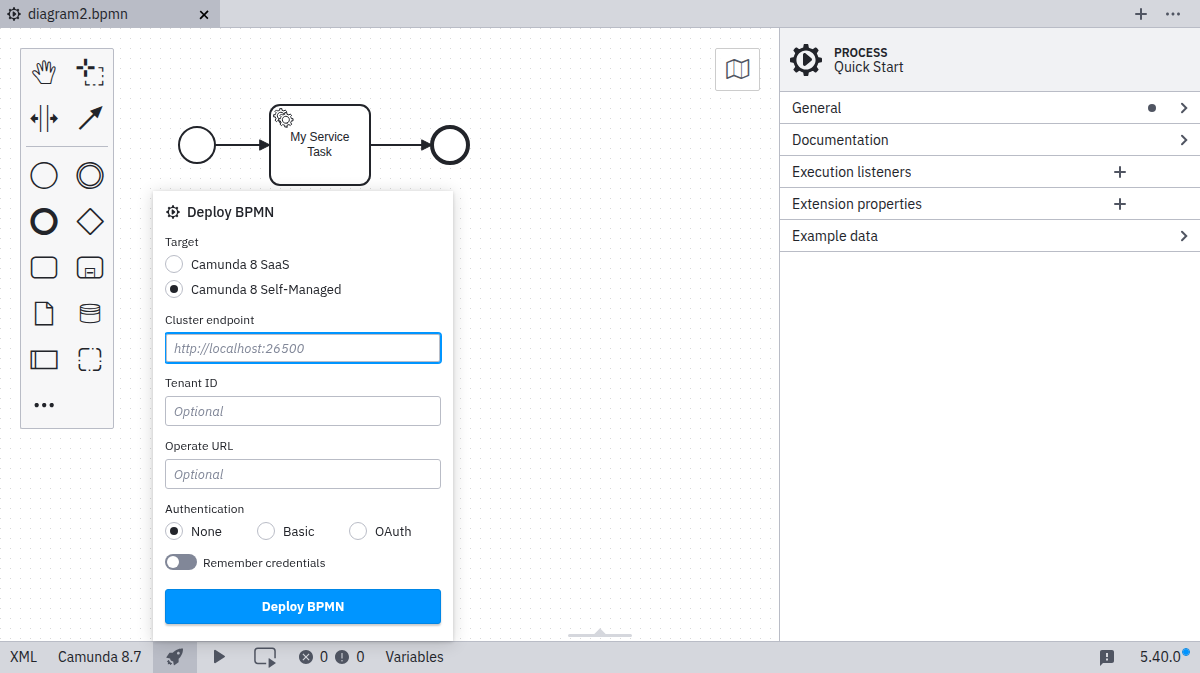 diagram2.bpmn
My Service
Task
Deploy BPMN
Target
Camunda 8 SaaS
Camunda 8 Self-Managed
Cluster endpoint
http://localhost:26500
Tenant ID
Optional
Operate URL
Optional
Authentication
None Basic OAuth
Remember credentials
Deploy BPMN
PROCESS
Quick Start
General
Documentation
Execution listeners
Extension properties
Example data
XML Camunda 8.7 0 0 Variables 5.40.0